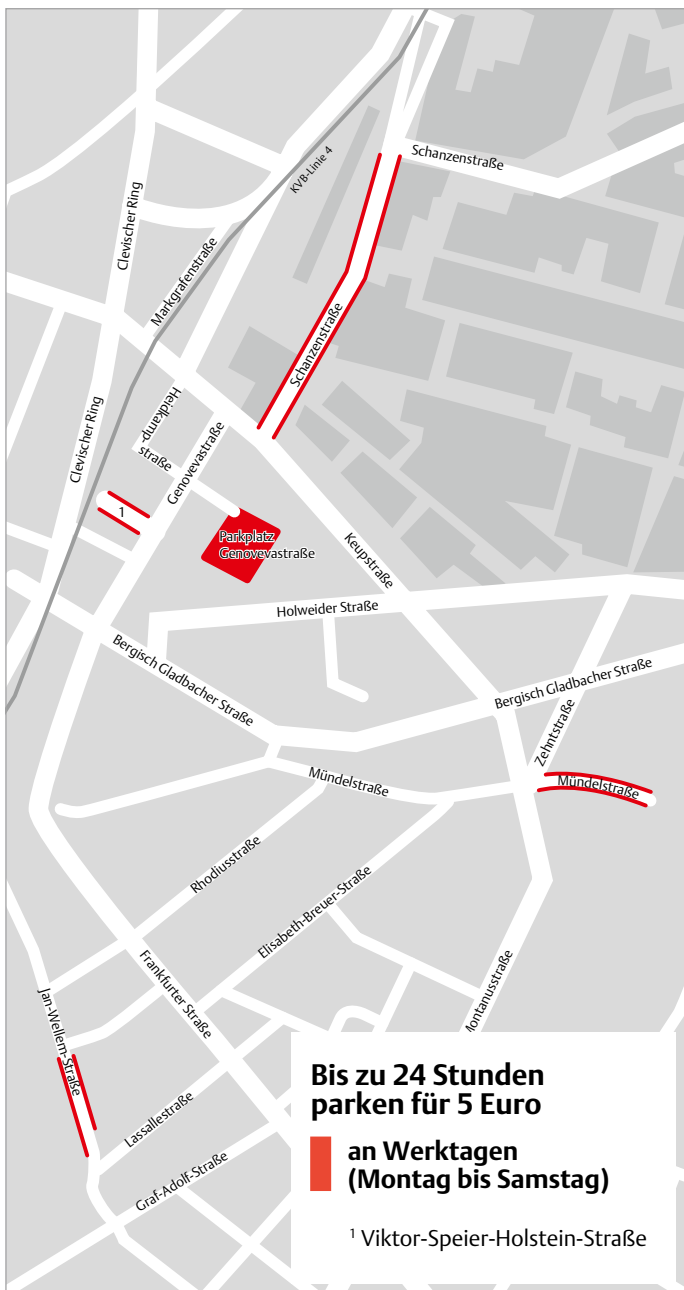 Schanzenstraße
KVB-Linie 4
Clevischer Ring
Markgrafenstraße
Schanzenstraße
Heidkamp-
straße
Clevischer Ring
Genovevastraße
1
Parkplatz
Genovevastraße
Keupstraße
Holweider Straße
Bergisch Gladbacher Straße
Bergisch Gladbacher Straße
Zehntstraße
Mündelstraße
Mündelstraße
Rhodiusstraße
Elisabeth-Breuer-Straße
Frankfurter Straße
Jan-Wellem-Straße
Montanusstraße
Lassallestraße
Graf-Adolf-Straße
Bis zu 24 Stunden
parken für 5 Euro
an Werktagen
(Montag bis Samstag)
¹ Viktor-Speier-Holstein-Straße